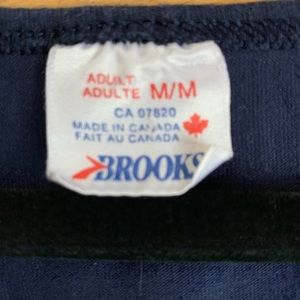 ADULT
ADULTE M/M
CA 07820
MADE IN CANADA
FAIT AU CANADA
BROOKS